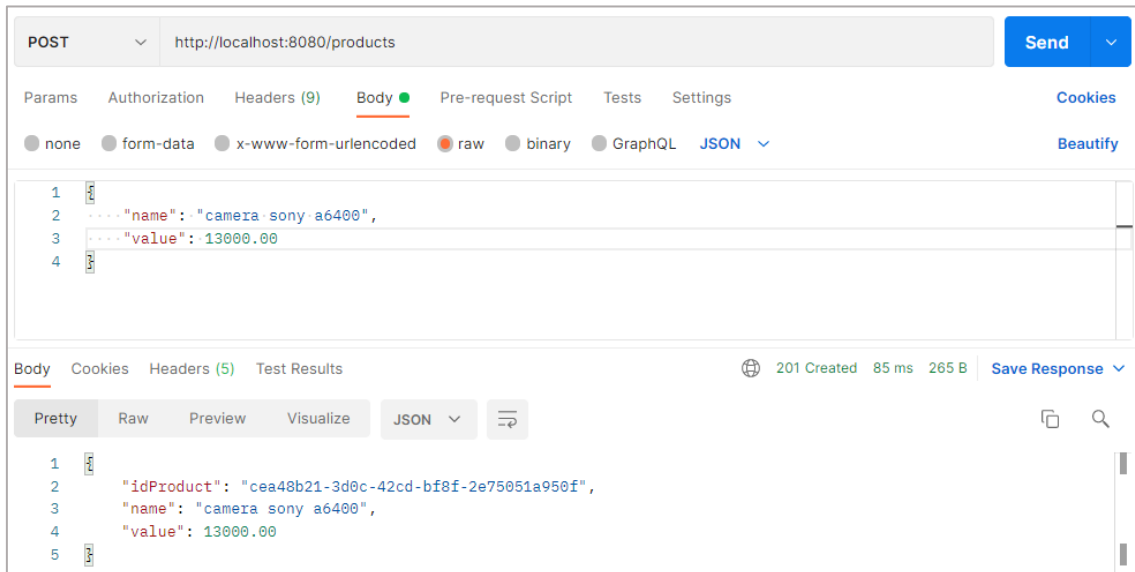 POST http://localhost:8080/products Send
Params Authorization Headers (9) Body Pre-request Script Tests Settings Cookies
none form-data x-www-form-urlencoded raw binary GraphQL JSON Beautify
1 {
2 "name": "camera sony a6400",
3 "value": 13000.00
4 }
Body Cookies Headers (5) Test Results 201 Created 85 ms 265 B Save Response
Pretty Raw Preview Visualize JSON
1 {
2 "idProduct": "cea48b21-3d0c-42cd-bf8f-2e75051a950f",
3 "name": "camera sony a6400",
4 "value": 13000.00
5 }